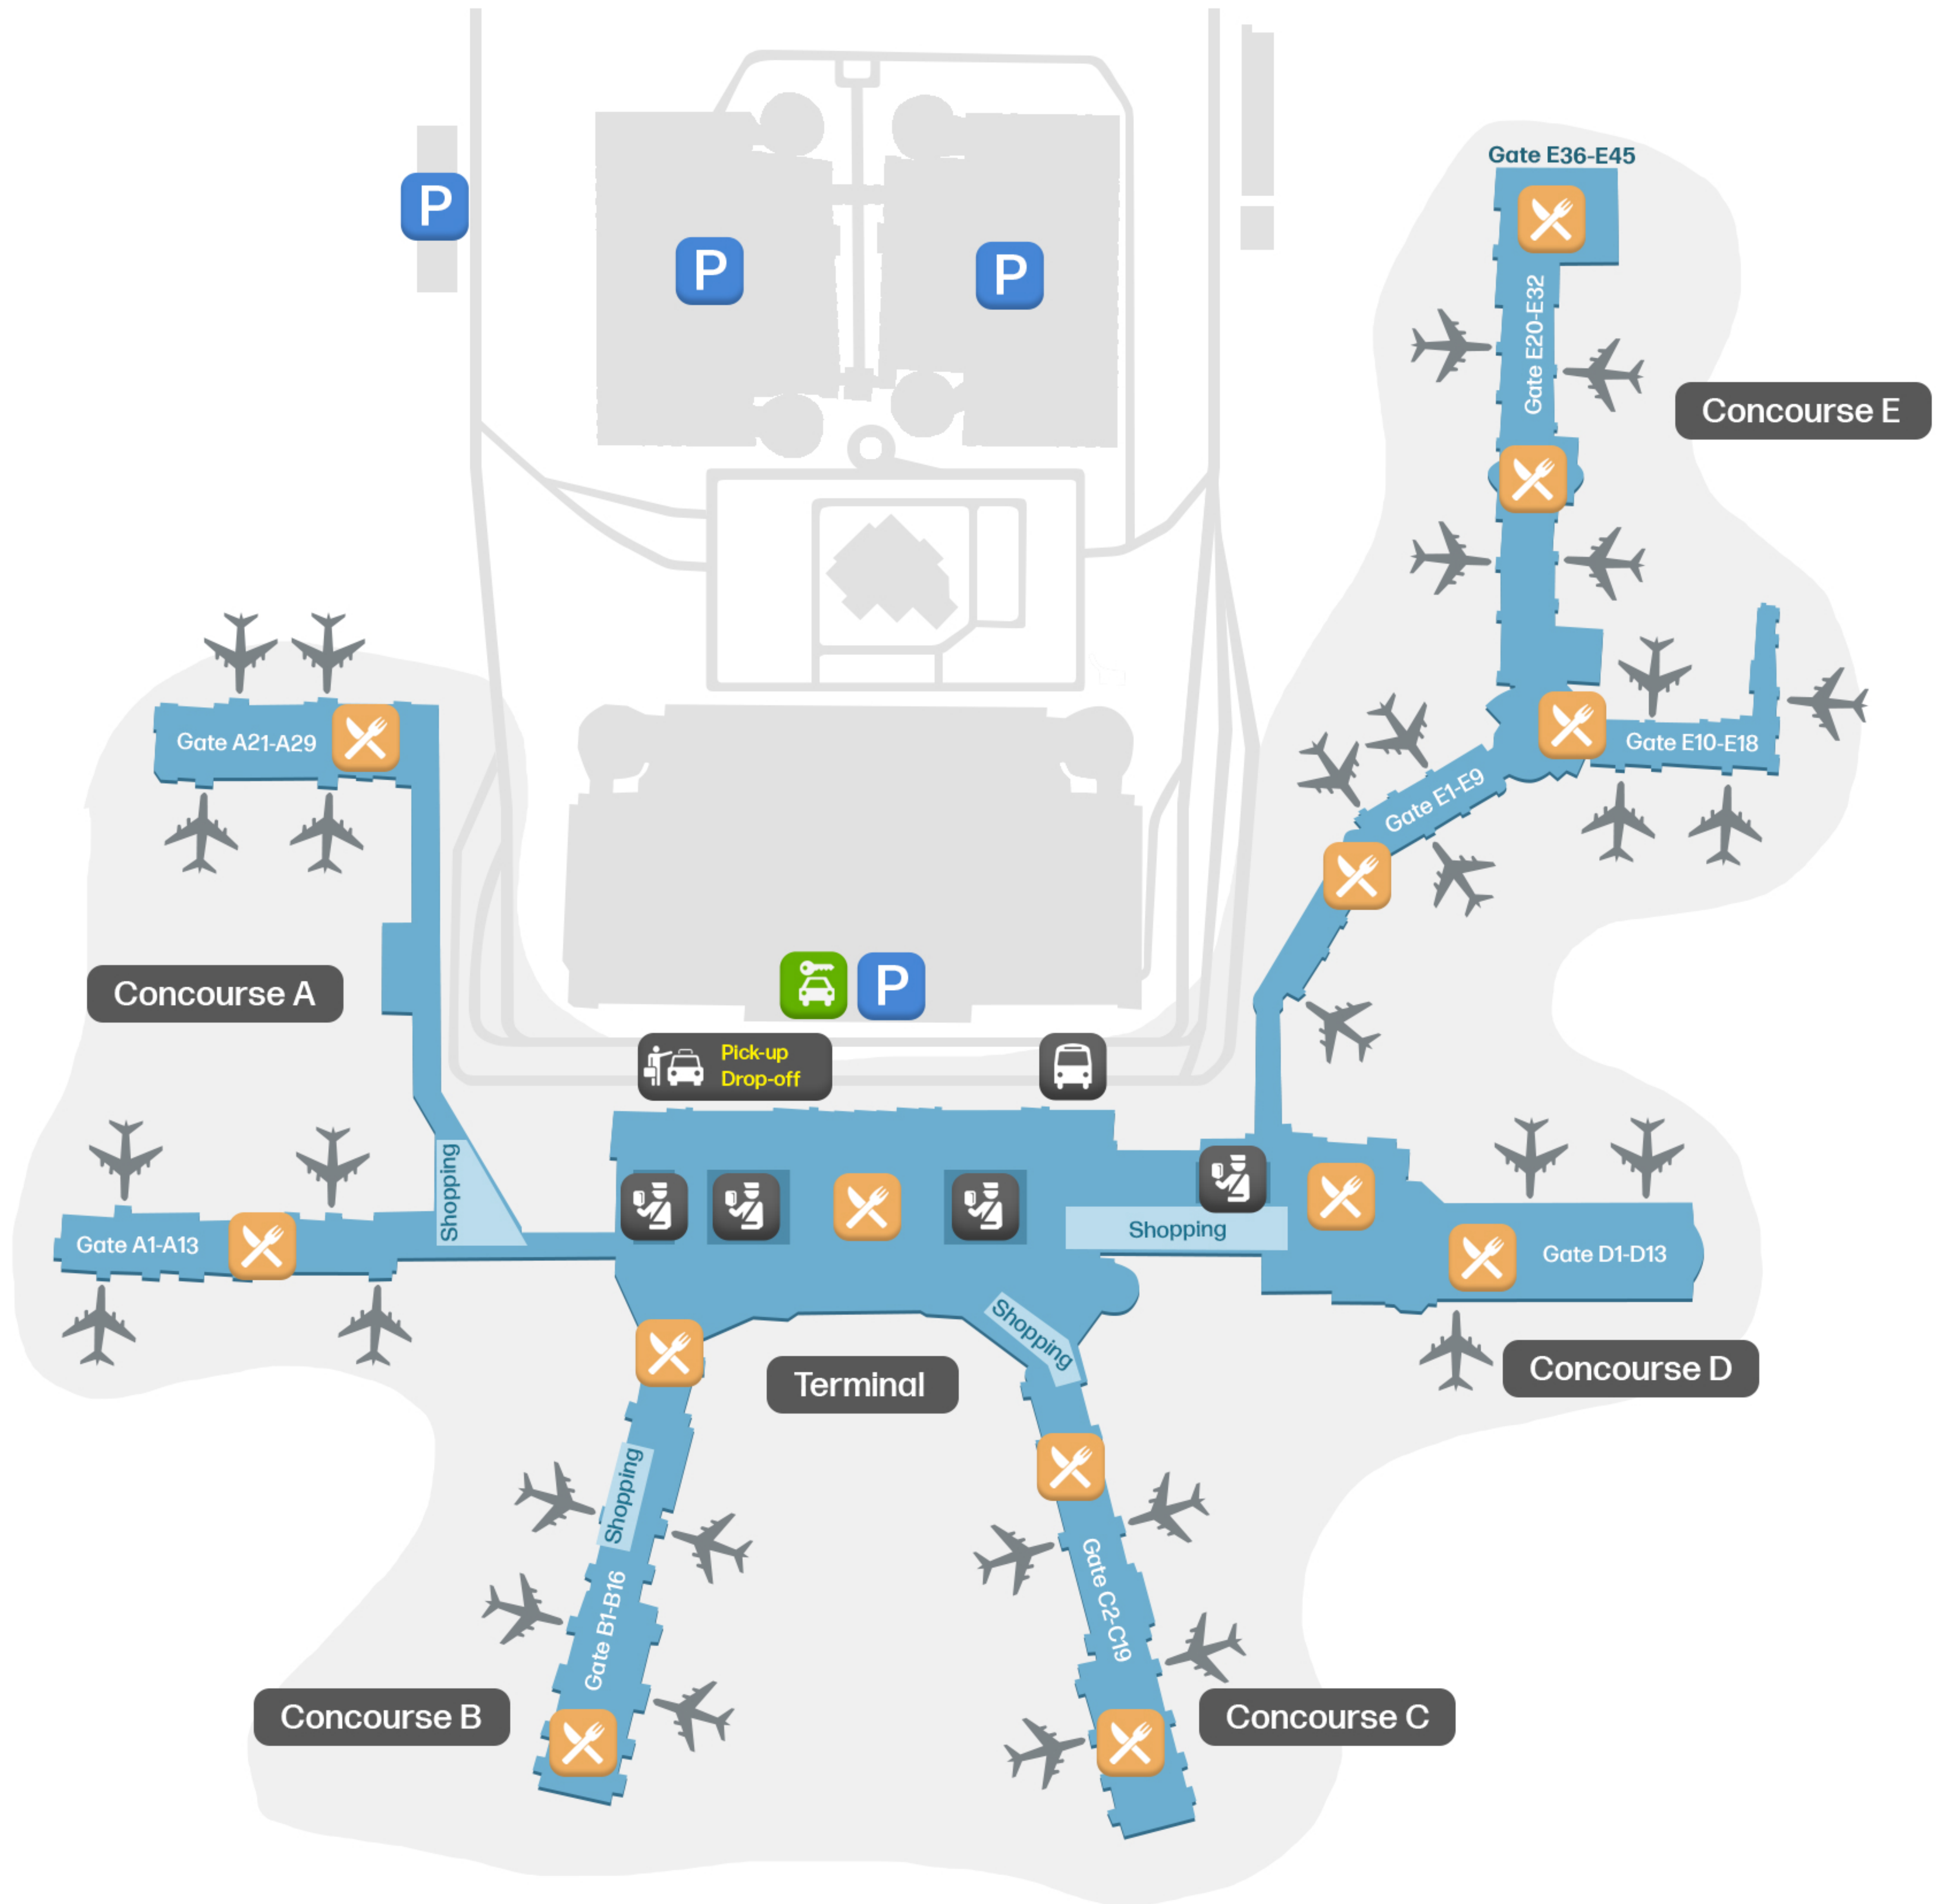 Gate E36-E45
P
P
P
Gate E20-E32
Concourse E
Gate A21-A29
Gate E10-E18
Gate E1-E9
Concourse A
P
Pick-up
Drop-off
Shopping
Gate A1-A13
Shopping
Gate D1-D13
Shopping
Concourse D
Terminal
Shopping
Gate B1-B16
Gate C2-C19
Concourse B
Concourse C